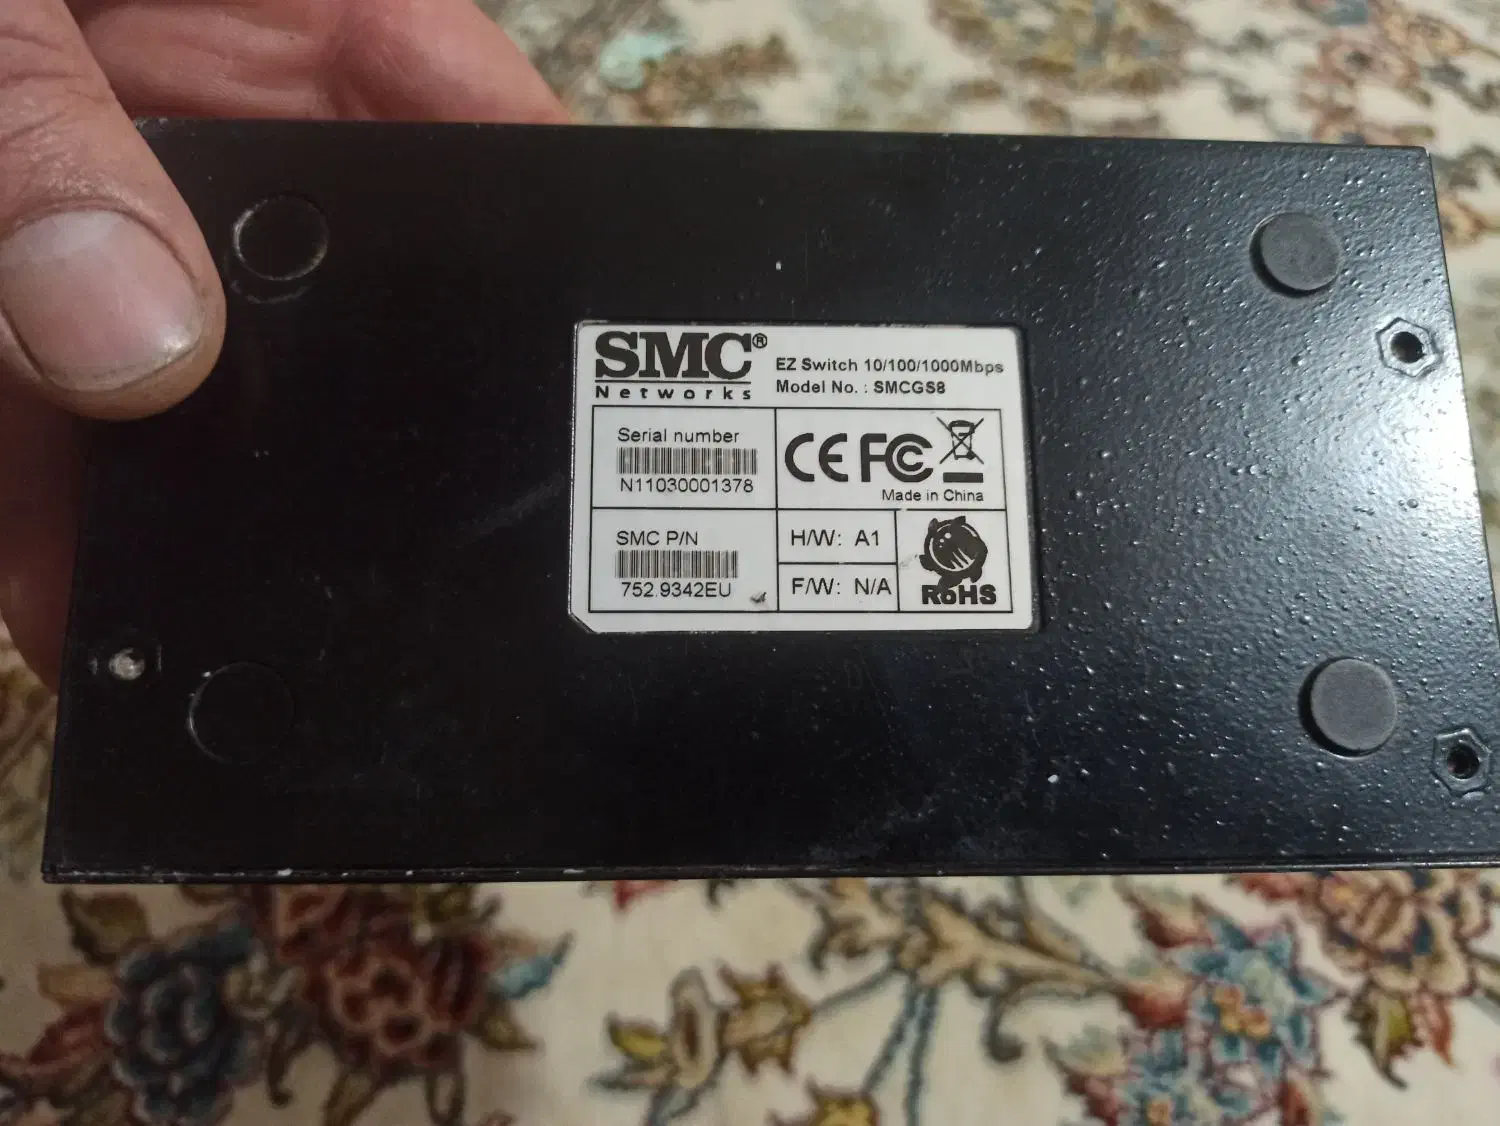 SMC®
Networks
EZ Switch 10/100/1000Mbps
Model No. : SMCGS8
Serial number
N11030001378
CE FC
Made in China
SMC P/N
752.9342EU
H/W: A1
F/W: N/A
RoHS